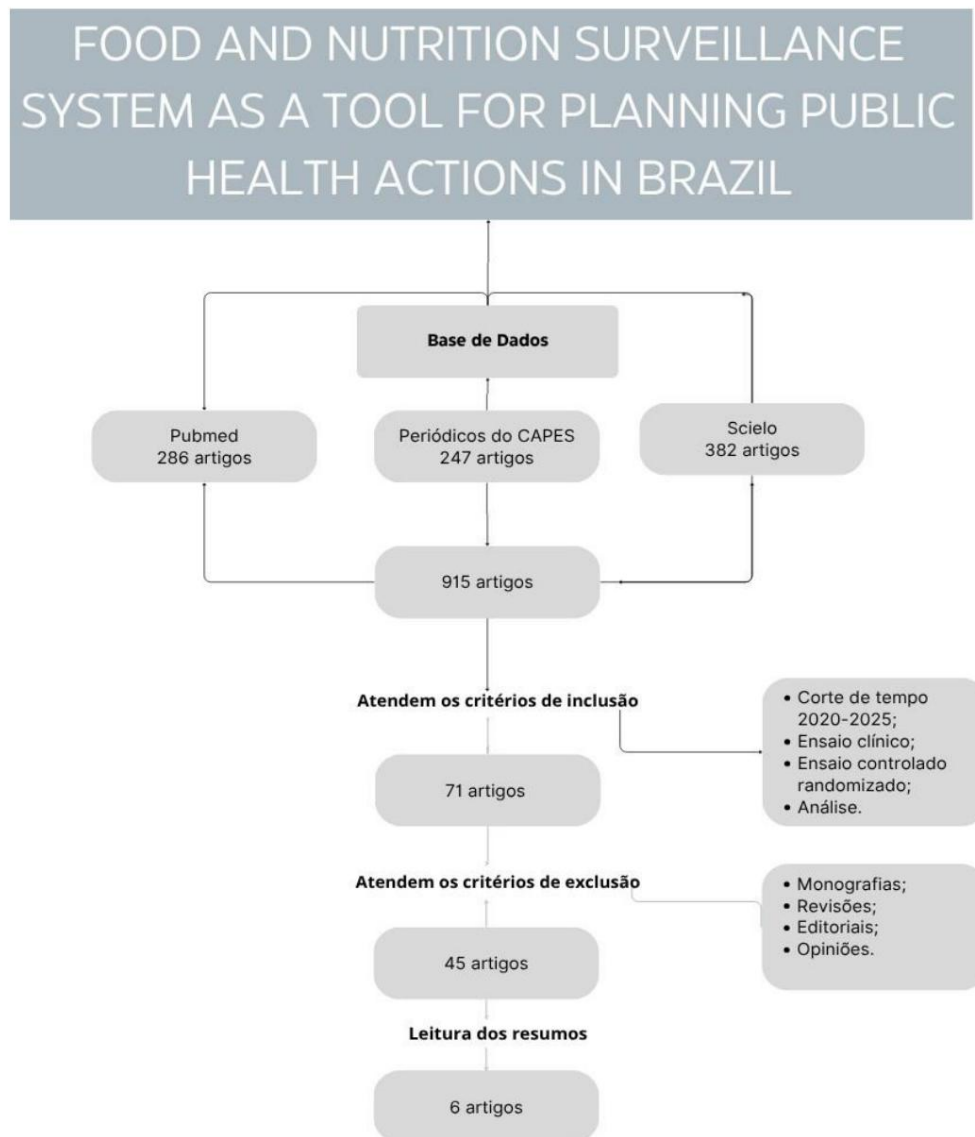 FOOD AND NUTRITION SURVEILLANCE
SYSTEM AS A TOOL FOR PLANNING PUBLIC
HEALTH ACTIONS IN BRAZIL
Base de Dados
Pubmed
286 artigos
Periódicos do CAPES
247 artigos
Scielo
382 artigos
915 artigos
Atendem os critérios de inclusão
• Corte de tempo
2020-2025;
• Ensaio clínico;
• Ensaio controlado
randomizado;
• Análise.
71 artigos
Atendem os critérios de exclusão
• Monografias;
• Revisões;
• Editoriais;
• Opiniões.
45 artigos
Leitura dos resumos
6 artigos